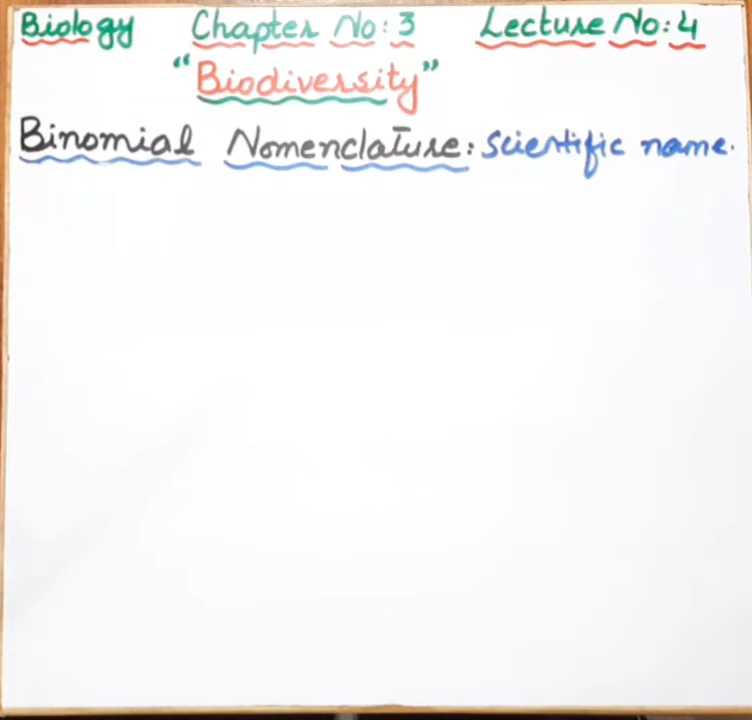 Biology Chapter No: 3 Lecture No: 4
"Biodiversity"
Binomial Nomenclature: scientific name.